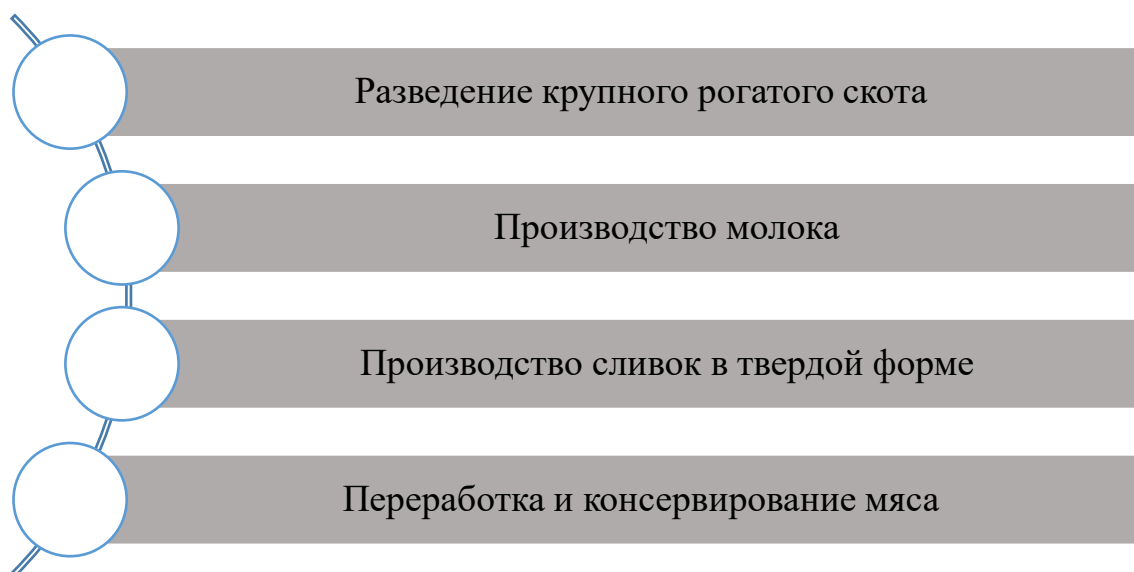 Разведение крупного рогатого скота
Производство молока
Производство сливок в твердой форме
Переработка и консервирование мяса